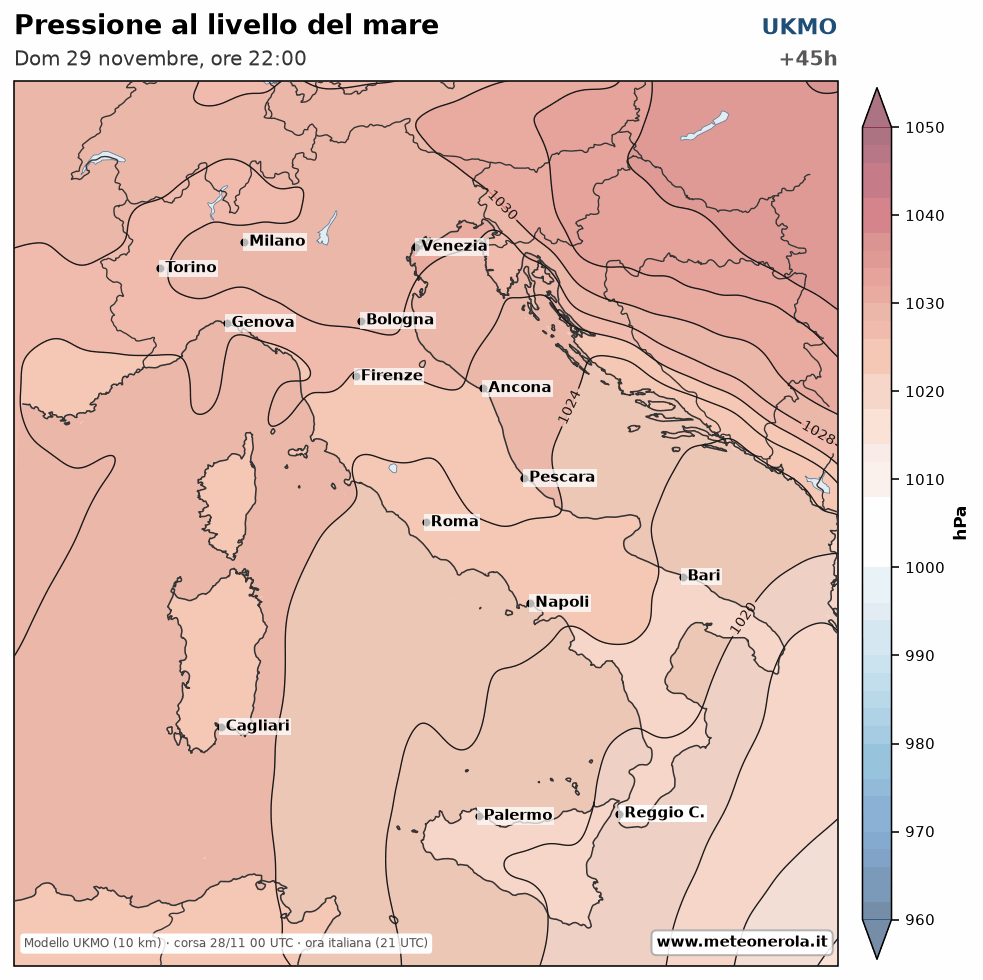 Pressione al livello del mare
UKMO
Dom 29 novembre, ore 22:00
+45h
1030
Milano
Venezia
Torino
Genova
Bologna
Firenze
Ancona
1024
1028
Pescara
Roma
Bari
Napoli
1020
Cagliari
Palermo
Reggio C.
Modello UKMO (10 km) · corsa 28/11 00 UTC · ora italiana (21 UTC)
www.meteonerola.it
1050
1040
1030
1020
1010
1000
990
980
970
960
hPa